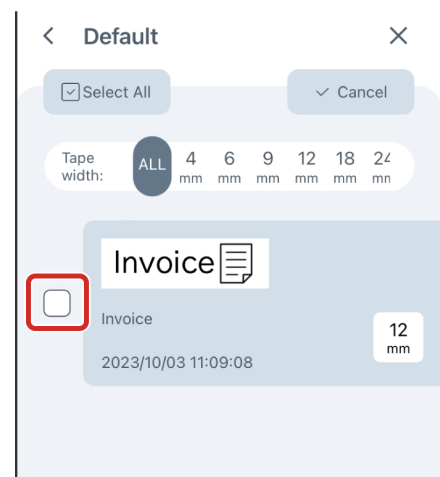 Default
Select All
Cancel
Tape width:
ALL
4 mm
6 mm
9 mm
12 mm
18 mm
24
Invoice
Invoice
12 mm
2023/10/03 11:09:08